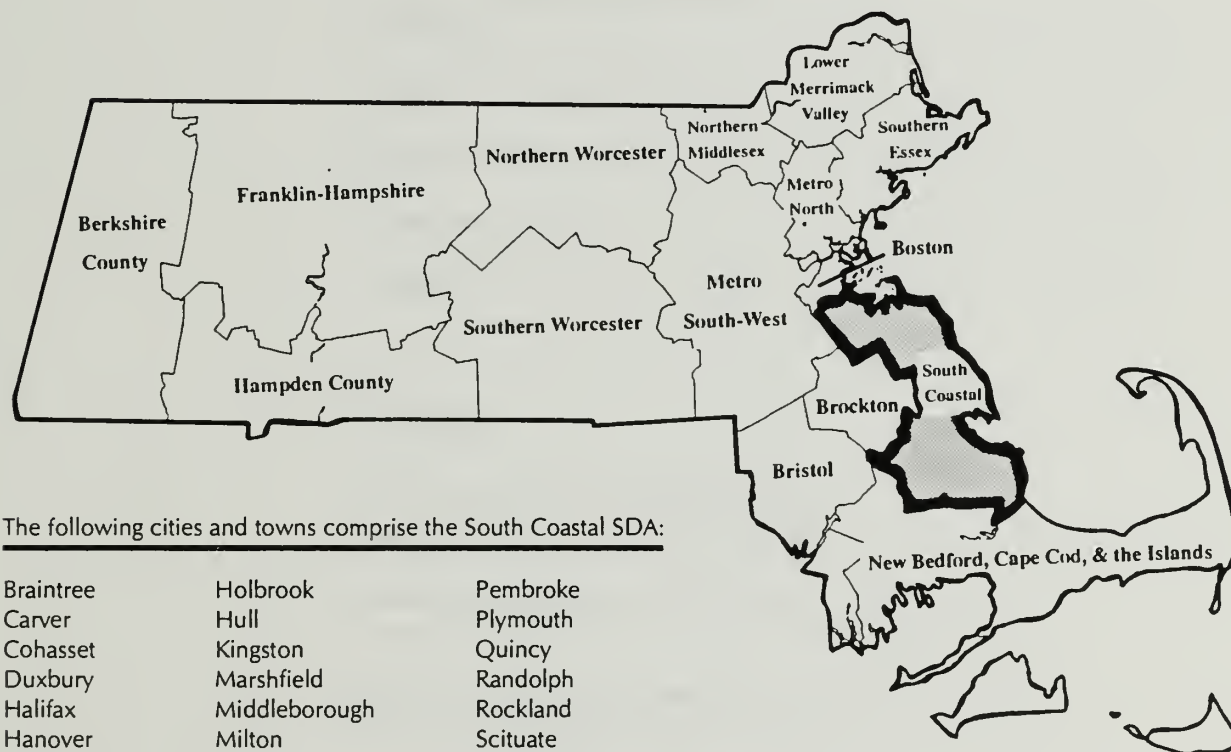 Lower
Merrimack
Valley
Northern
Middlesex
Southern
Essex
Northern Worcester
Franklin-Hampshire
Metro
North
Berkshire
County
Boston
Metro
South-West
Southern Worcester
South
Coastal
Hampden County
Brockton
Bristol
New Bedford, Cape Cod, & the Islands
The following cities and towns comprise the South Coastal SDA:
Braintree Holbrook Pembroke
Carver Hull Plymouth
Cohasset Kingston Quincy
Duxbury Marshfield Randolph
Halifax Middleborough Rockland
Hanover Milton Scituate